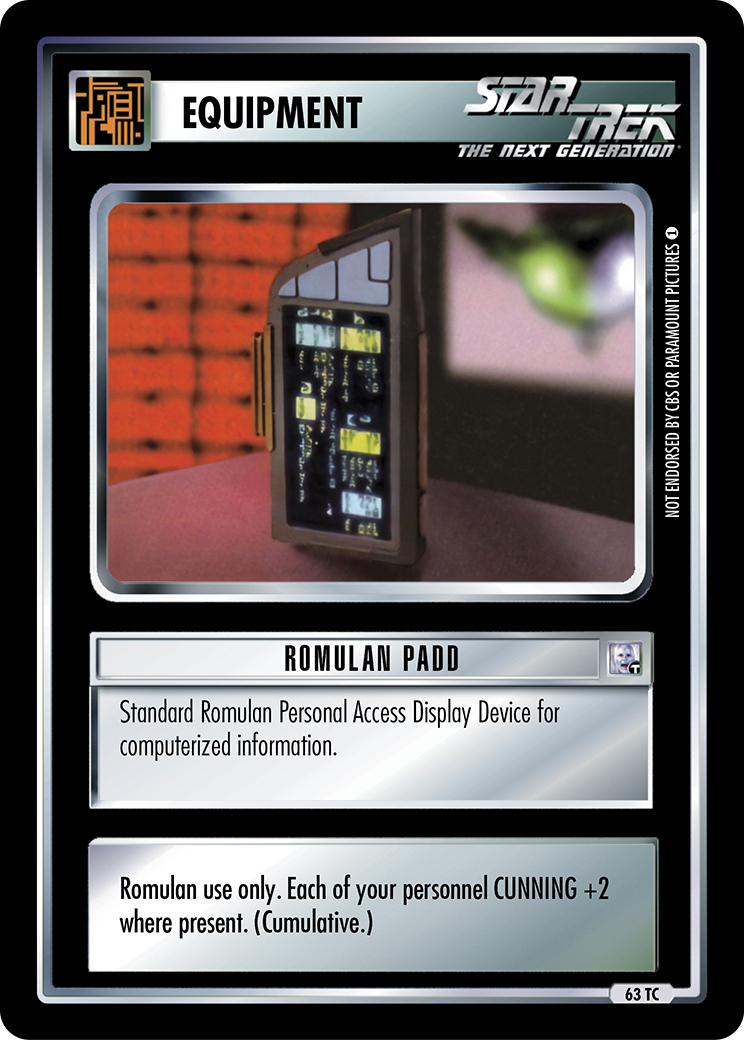 EQUIPMENT
STAR TREK
THE NEXT GENERATION
NOT ENDORSED BY CBS OR PARAMOUNT PICTURES 1
ROMULAN PADD
T
Standard Romulan Personal Access Display Device for
computerized information.
Romulan use only. Each of your personnel CUNNING +2
where present. (Cumulative.)
63 TC